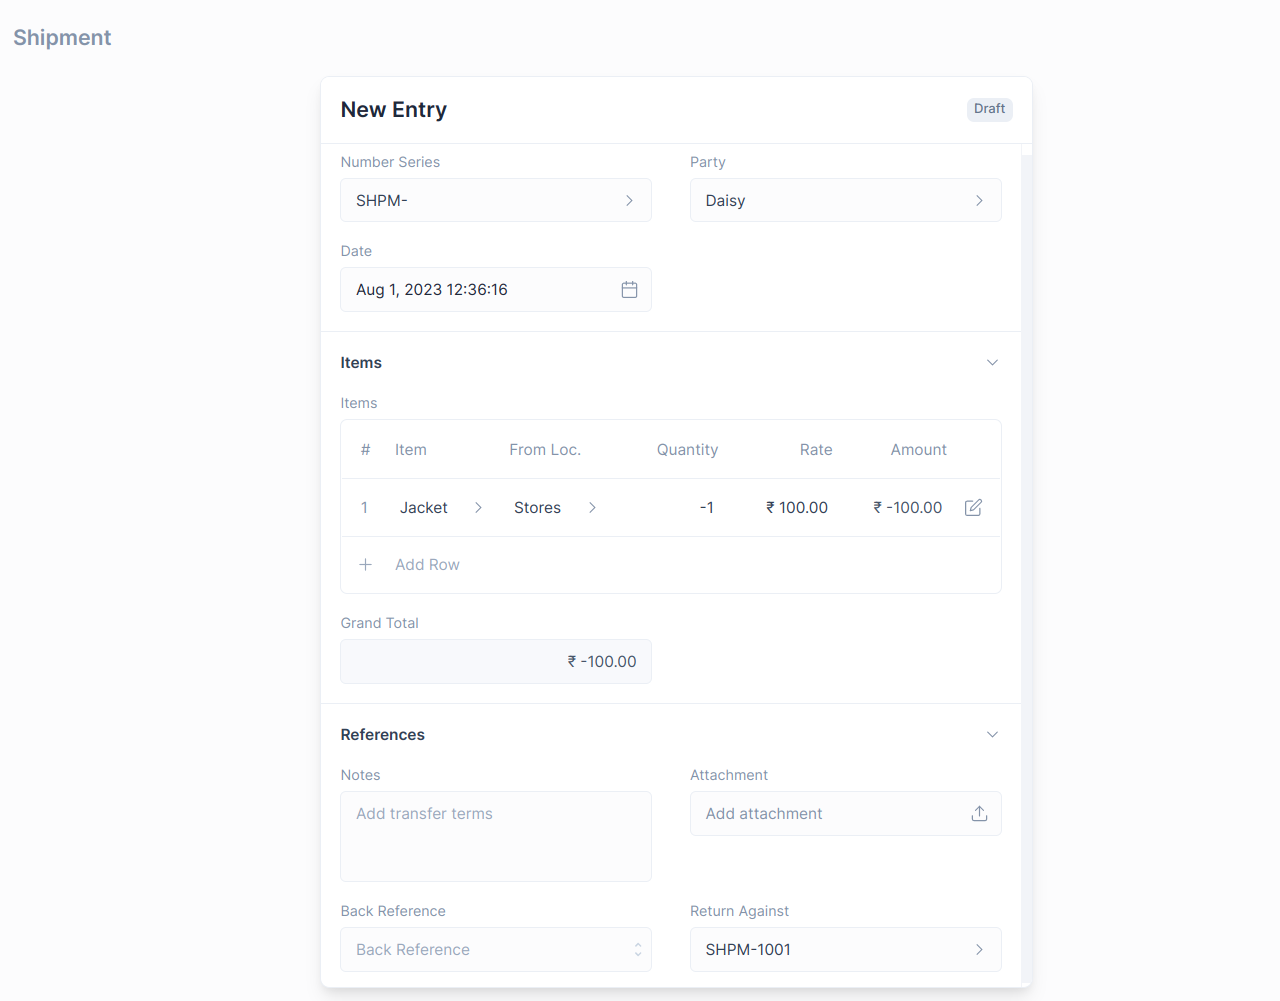 Shipment
New Entry
Draft
Number Series
Party
SHPM-
Daisy
Date
Aug 1, 2023 12:36:16
Items
Items
# Item From Loc. Quantity Rate Amount
1 Jacket Stores -1 ₹ 100.00 ₹ -100.00
Add Row
Grand Total
₹ -100.00
References
Notes
Attachment
Add transfer terms
Add attachment
Back Reference
Return Against
Back Reference
SHPM-1001